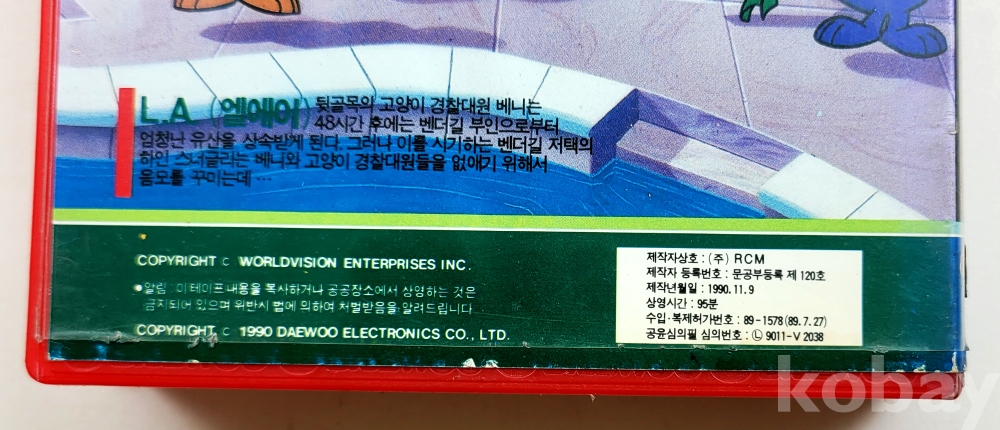 L.A (엘에이) 뒷골목의 고양이 경찰대원 베니는
48시간 후에는 벤더길 부인으로부터
엄청난 유산을 상속받게 된다. 그러나 이를 시기하는 벤더길 저택의
하인 스너글리는 베니와 고양이 경찰대원들을 없애기 위해서
음모를 꾸미는데…
COPYRIGHT c WORLDVISION ENTERPRISES INC.
●알림 : 이 테이프 내용을 복사하거나 공공장소에서 상영하는 것은
금지되어 있으며 위반시 법에 의하여 처벌받음을 알려드립니다
COPYRIGHT c 1990 DAEWOO ELECTRONICS CO., LTD.
제작자상호 : (주) RCM
제작자 등록번호 : 문공부등록 제 120호
제작년월일 : 1990. 11. 9
상영시간 : 95분
수입·복제허가번호 : 89-1578 (89. 7. 27)
공윤심의필 심의번호 : Ⓛ 9011-V 2038
kobay